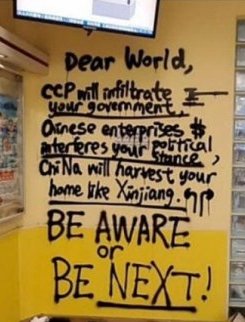 Dear World,
CCP will infiltrate
your government.
Chinese enterprises $
interferes your political
stance,
ChiNa will harvest your
home like Xinjiang.
BE AWARE
or
BE NEXT!